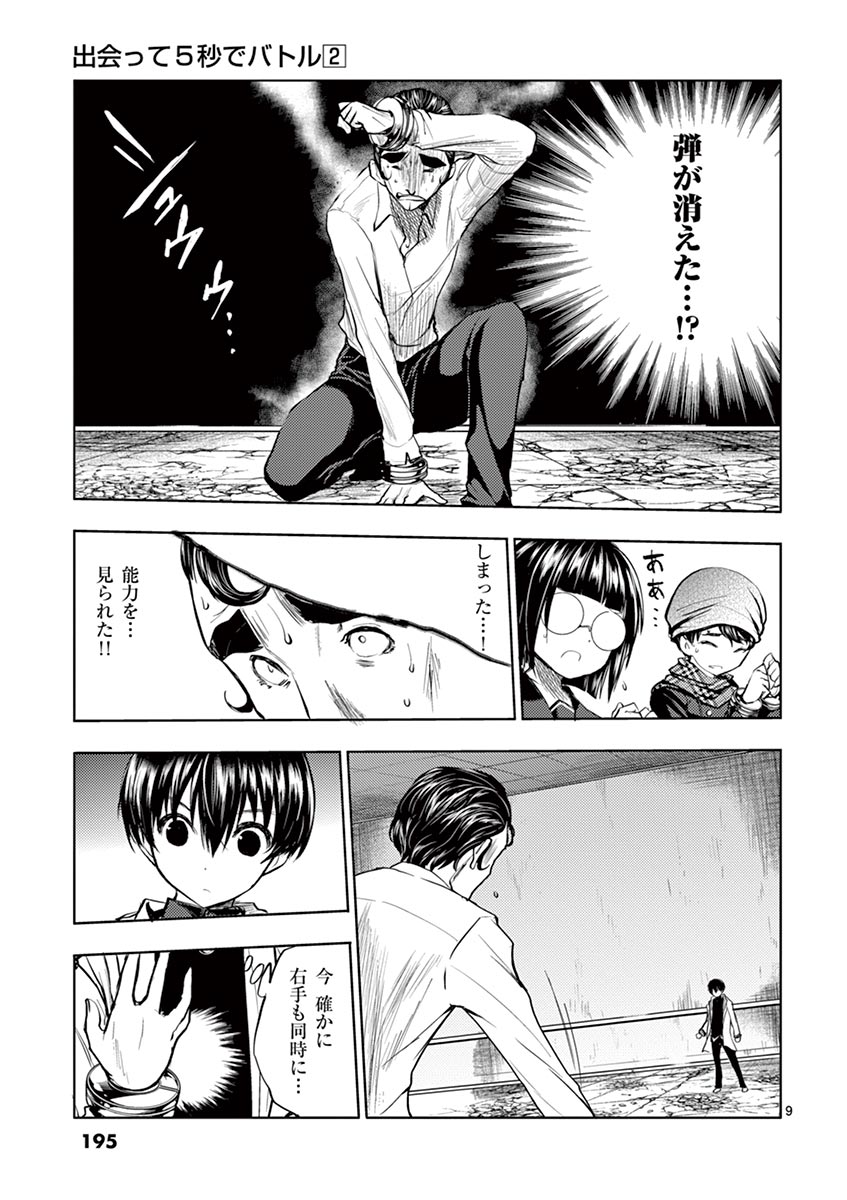 出会って5秒でバトル2
弾が消えた…!?
シュウウゥ…
ああ…
しまった…!
能力を…
見られた!!
今 確かに
右手も同時に…
9
195